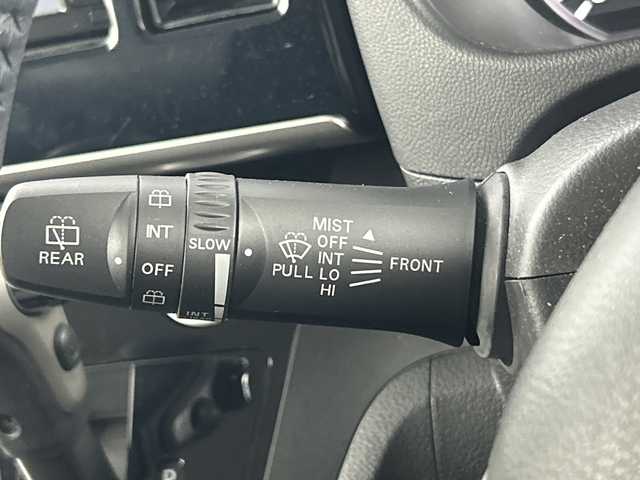 REAR
INT
OFF
SLOW
INT
PULL
MIST
OFF
INT
LO
HI
FRONT
P